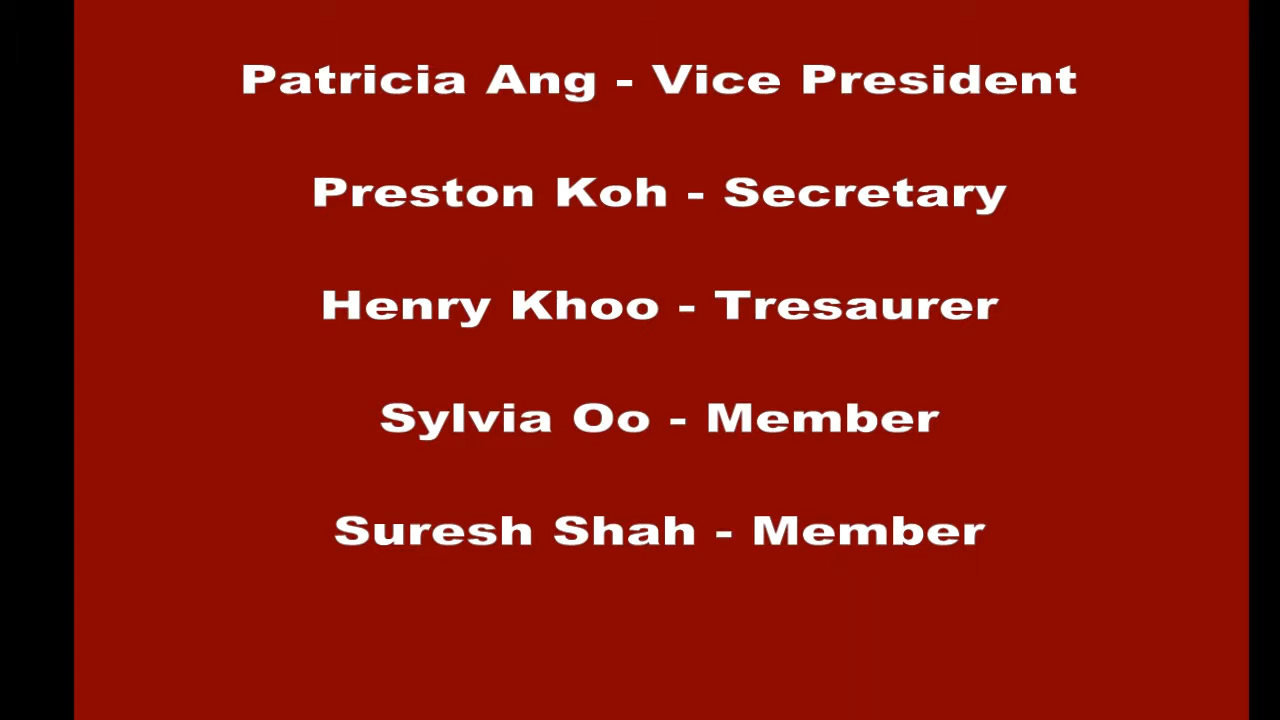 Patricia Ang - Vice President
Preston Koh - Secretary
Henry Khoo - Tresaurer
Sylvia Oo - Member
Suresh Shah - Member